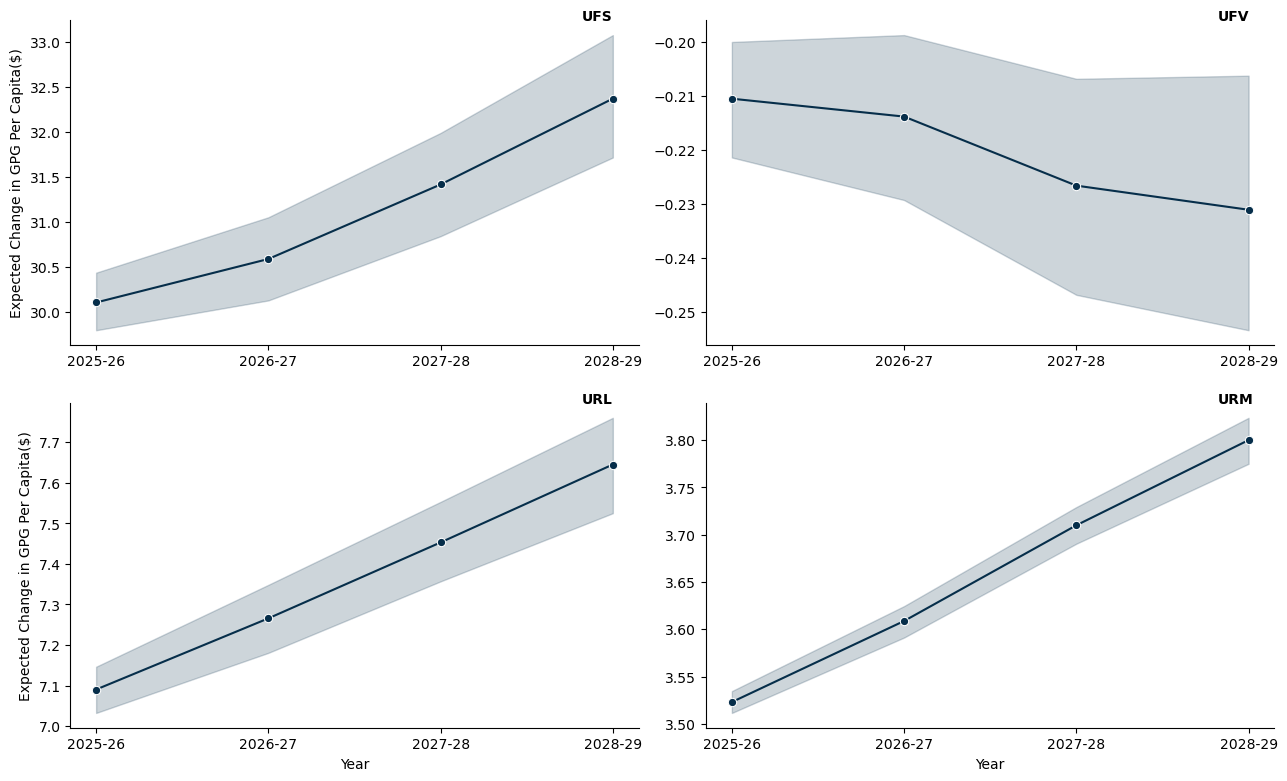 UFS
Expected Change in GPG Per Capita($)
33.0
32.5
32.0
31.5
31.0
30.5
30.0
2025-26 2026-27 2027-28 2028-29
UFV
−0.20
−0.21
−0.22
−0.23
−0.24
−0.25
2025-26 2026-27 2027-28 2028-29
URL
Expected Change in GPG Per Capita($)
7.7
7.6
7.5
7.4
7.3
7.2
7.1
7.0
2025-26 2026-27 2027-28 2028-29
Year
URM
3.80
3.75
3.70
3.65
3.60
3.55
3.50
2025-26 2026-27 2027-28 2028-29
Year